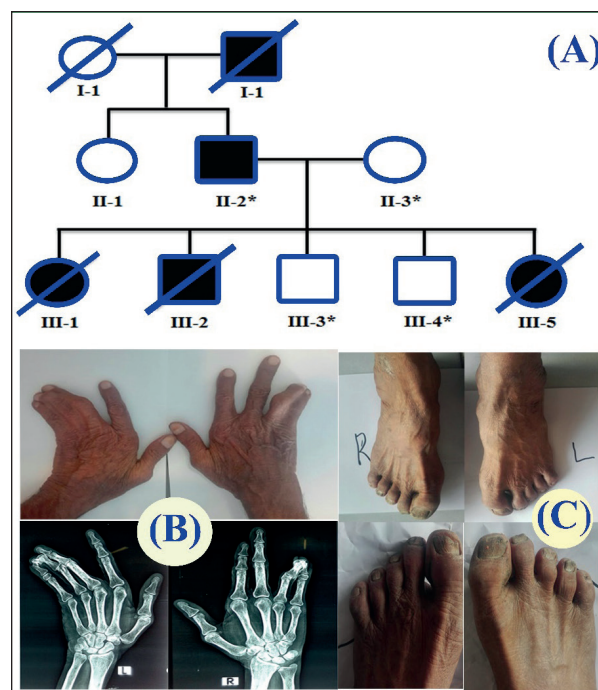 (A)
I-1 I-1
II-1 II-2* II-3*
III-1 III-2 III-3* III-4* III-5
R L
(B) (C)
L R